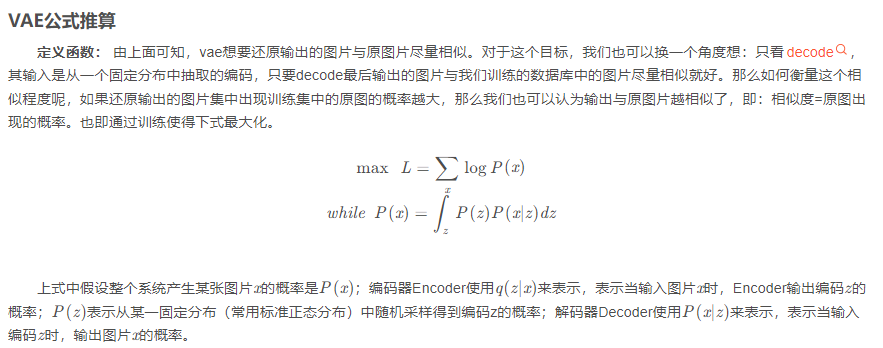 VAE公式推算
定义函数： 由上面可知，vae想要还原输出的图片与原图片尽量相似。对于这个目标，我们也可以换一个角度想：只看 decode，
其输入是从一个固定分布中抽取的编码，只要decode最后输出的图片与我们训练的数据库中的图片尽量相似就好。那么如何衡量这个相
似程度呢，如果还原输出的图片集中出现训练集中的原图的概率越大，那么我们也可以认为输出与原图片越相似了，即：相似度=原图出
现的概率。也即通过训练使得下式最大化。
max L = ∑_x log P(x)
while P(x) = ∫_z P(z)P(x|z)dz
上式中假设整个系统产生某张图片x的概率是P(x)；编码器Encoder使用q(z|x)来表示，表示当输入图片x时，Encoder输出编码z的
概率；P(z)表示从某一固定分布（常用标准正态分布）中随机采样得到编码z的概率；解码器Decoder使用P(x|z)来表示，表示当输入
编码z时，输出图片x的概率。